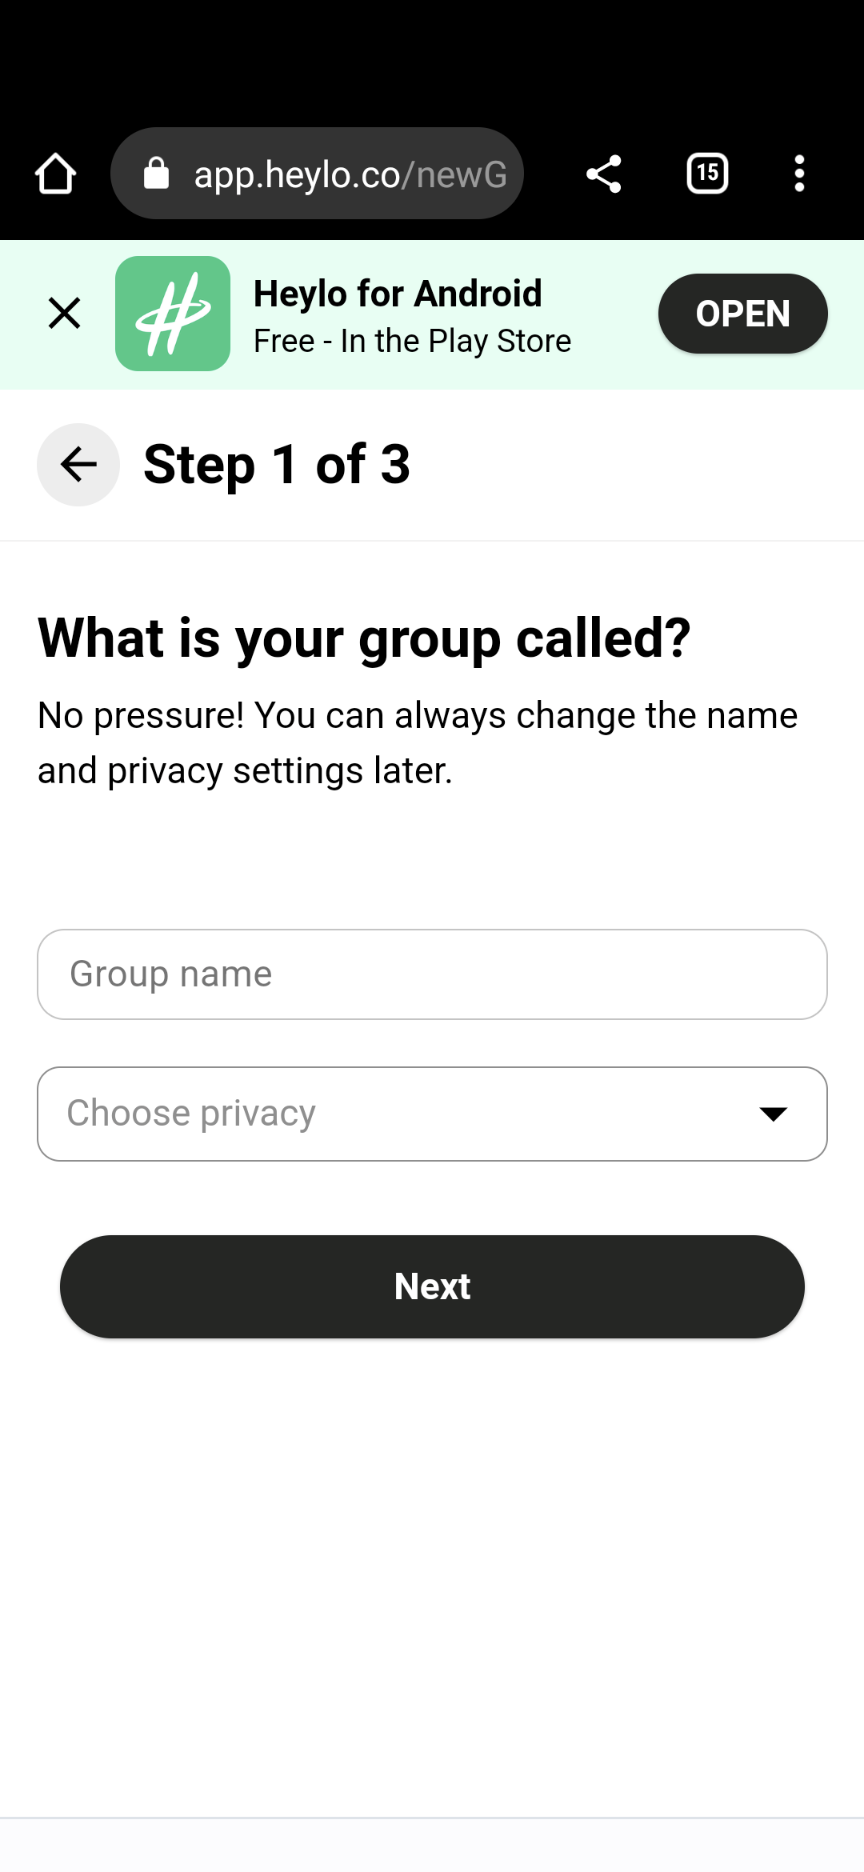 app.heylo.co/newG
15
Heylo for Android
Free - In the Play Store
OPEN
Step 1 of 3
What is your group called?
No pressure! You can always change the name
and privacy settings later.
Group name
Choose privacy
Next